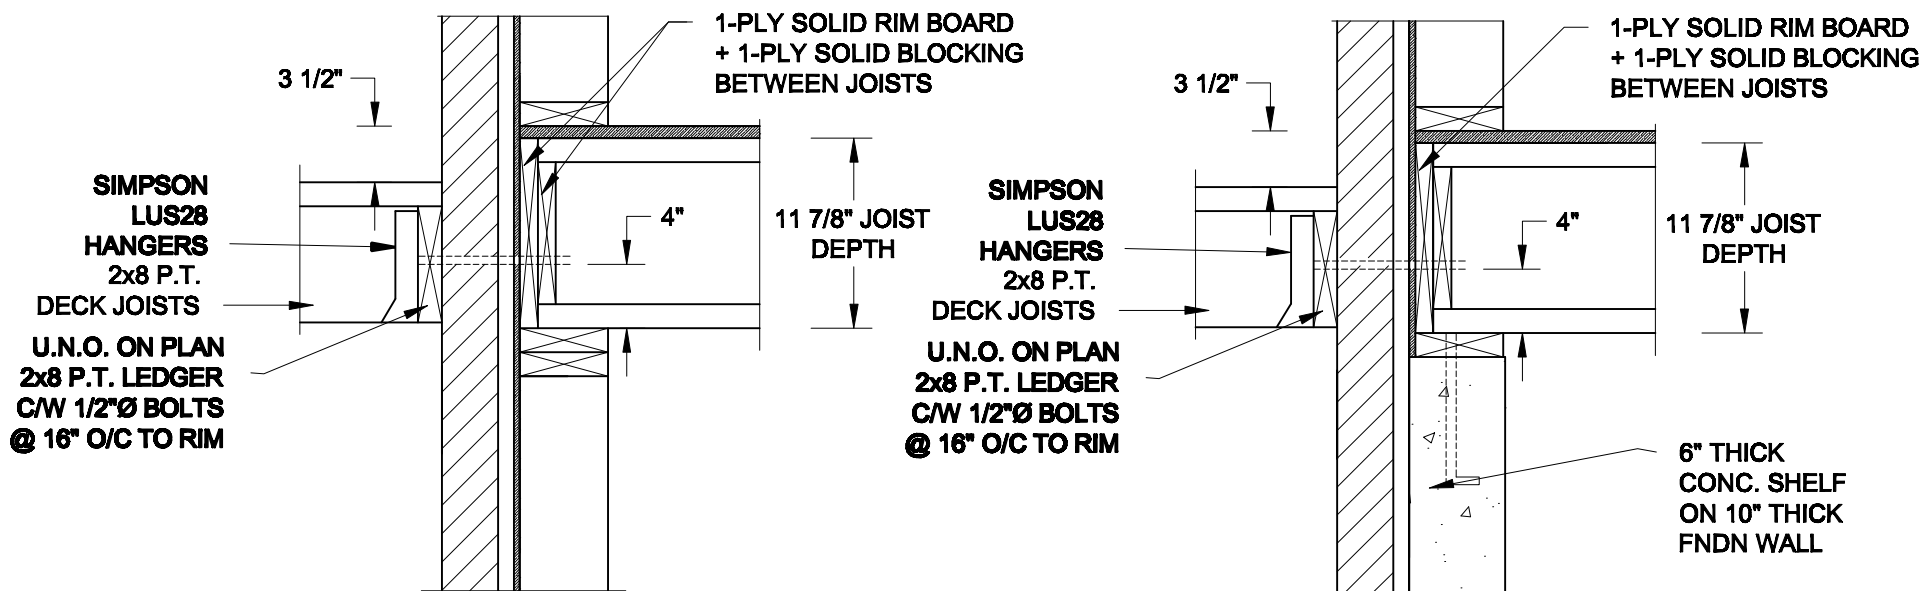 1-PLY SOLID RIM BOARD
+ 1-PLY SOLID BLOCKING
BETWEEN JOISTS
3 1/2"
SIMPSON
LUS28
HANGERS
2x8 P.T.
DECK JOISTS
U.N.O. ON PLAN
2x8 P.T. LEDGER
C/W 1/2"Ø BOLTS
@ 16" O/C TO RIM
4"
11 7/8" JOIST
DEPTH
1-PLY SOLID RIM BOARD
+ 1-PLY SOLID BLOCKING
BETWEEN JOISTS
3 1/2"
SIMPSON
LUS28
HANGERS
2x8 P.T.
DECK JOISTS
U.N.O. ON PLAN
2x8 P.T. LEDGER
C/W 1/2"Ø BOLTS
@ 16" O/C TO RIM
4"
11 7/8" JOIST
DEPTH
6" THICK
CONC. SHELF
ON 10" THICK
FNDN WALL